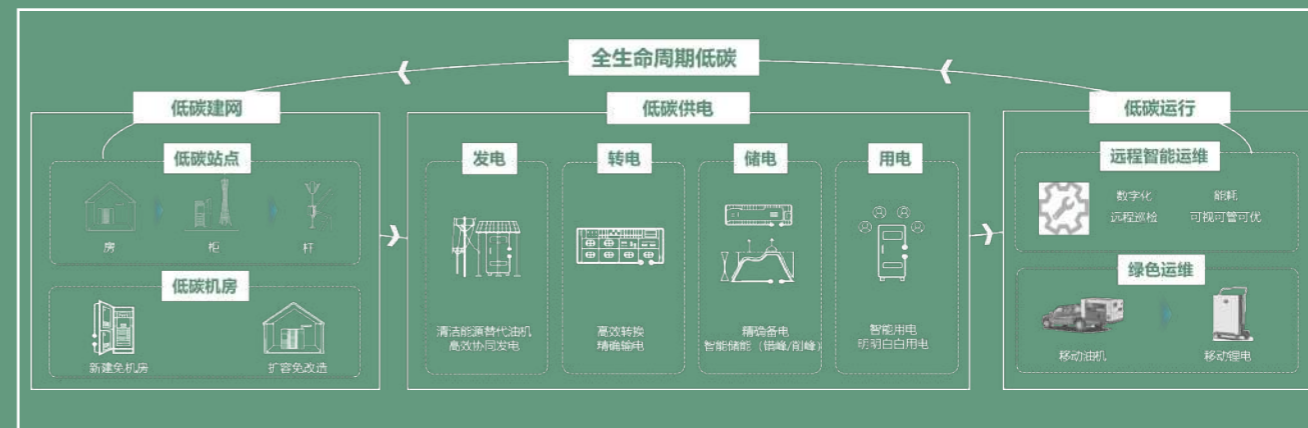 全生命周期低碳
低碳建网
低碳站点
房
柜
杆
低碳机房
新建免机房
扩容免改造
低碳供电
发电
清洁能源替代油机
高效协同发电
转电
高效转换
精确输电
储电
精确备电
智能储能（错峰/削峰）
用电
智能用电
明明白白用电
低碳运行
远程智能运维
数字化
远程巡检
能耗
可视可管可优
绿色运维
移动油机
移动锂电